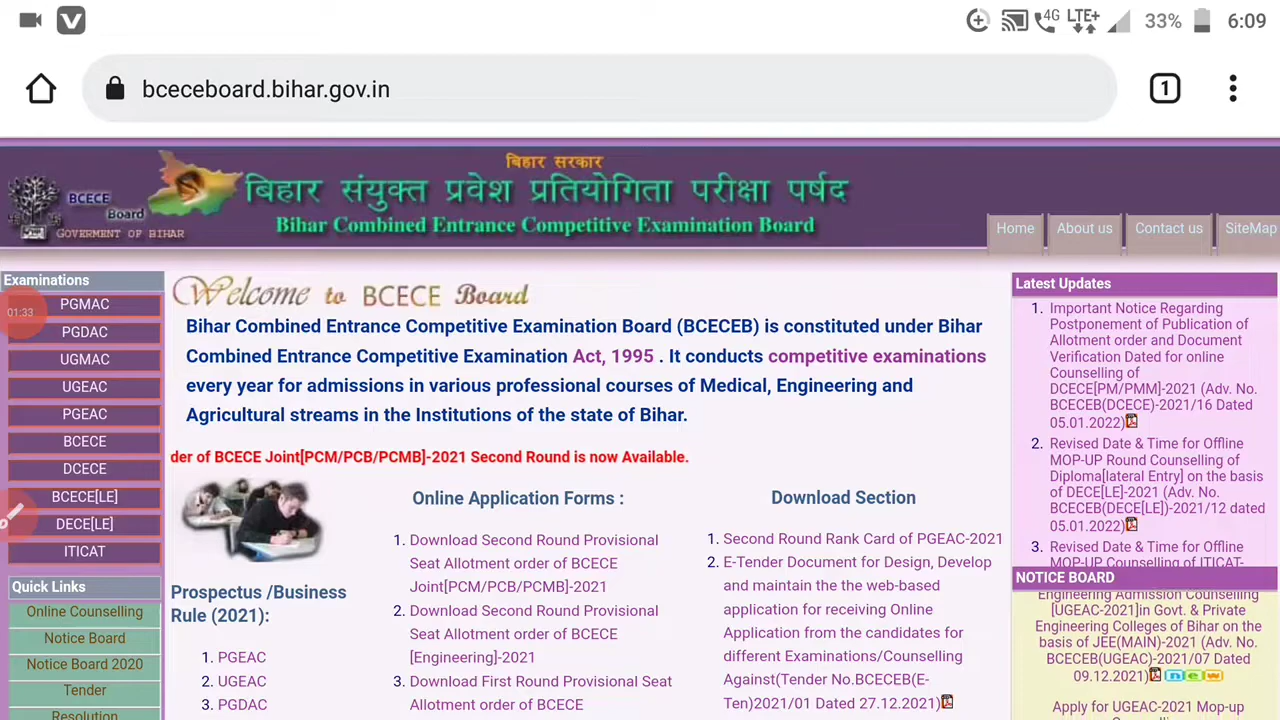 V
4G
LTE+
33%
6:09
bceceboard.bihar.gov.in
1
बिहार सरकार
बिहार संयुक्त प्रवेश प्रतियोगिता परीक्षा पर्षद
BCECE
Board
GOVERMENT OF BIHAR
Bihar Combined Entrance Competitive Examination Board
Home
About us
Contact us
SiteMap
Examinations
01:33
PGMAC
PGDAC
UGMAC
UGEAC
PGEAC
BCECE
DCECE
BCECE[LE]
DECE[LE]
ITICAT
Quick Links
Online Counselling
Notice Board
Notice Board 2020
Tender
Resolution
Welcome to BCECE Board
Bihar Combined Entrance Competitive Examination Board (BCECEB) is constituted under Bihar
Combined Entrance Competitive Examination Act, 1995 . It conducts competitive examinations
every year for admissions in various professional courses of Medical, Engineering and
Agricultural streams in the Institutions of the state of Bihar.
der of BCECE Joint[PCM/PCB/PCMB]-2021 Second Round is now Available.
Prospectus /Business
Rule (2021):
1. PGEAC
2. UGEAC
3. PGDAC
Online Application Forms :
1. Download Second Round Provisional
Seat Allotment order of BCECE
Joint[PCM/PCB/PCMB]-2021
2. Download Second Round Provisional
Seat Allotment order of BCECE
[Engineering]-2021
3. Download First Round Provisional Seat
Allotment order of BCECE
Download Section
1. Second Round Rank Card of PGEAC-2021
2. E-Tender Document for Design, Develop
and maintain the the web-based
application for receiving Online
Application from the candidates for
different Examinations/Counselling
Against(Tender No.BCECEB(E-
Ten)2021/01 Dated 27.12.2021)
Latest Updates
1. Important Notice Regarding
Postponement of Publication of
Allotment order and Document
Verification Dated for online
Counselling of
DCECE[PM/PMM]-2021 (Adv. No.
BCECEB(DCECE)-2021/16 Dated
05.01.2022)
2. Revised Date & Time for Offline
MOP-UP Round Counselling of
Diploma[lateral Entry] on the basis
of DECE[LE]-2021 (Adv. No.
BCECEB(DECE[LE])-2021/12 dated
05.01.2022)
3. Revised Date & Time for Offline
MOP-UP Counselling of ITICAT-
NOTICE BOARD
Engineering Admission Counselling
[UGEAC-2021]in Govt. & Private
Engineering Colleges of Bihar on the
basis of JEE(MAIN)-2021 (Adv. No.
BCECEB(UGEAC)-2021/07 Dated
09.12.2021) new
Apply for UGEAC-2021 Mop-up